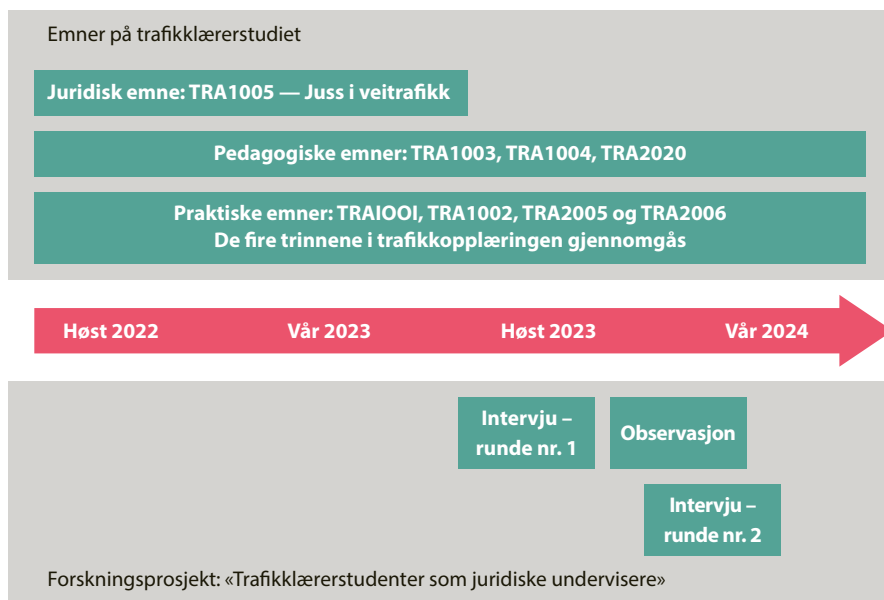 Emner på trafikklærerstudiet
Juridisk emne: TRA1005 — Juss i veitrafikk
Pedagogiske emner: TRA1003, TRA1004, TRA2020
Praktiske emner: TRAIOOI, TRA1002, TRA2005 og TRA2006
De fire trinnene i trafikkopplæringen gjennomgås
Høst 2022
Vår 2023
Høst 2023
Vår 2024
Intervju –
runde nr. 1
Observasjon
Intervju –
runde nr. 2
Forskningsprosjekt: «Trafikklærerstudenter som juridiske undervisere»